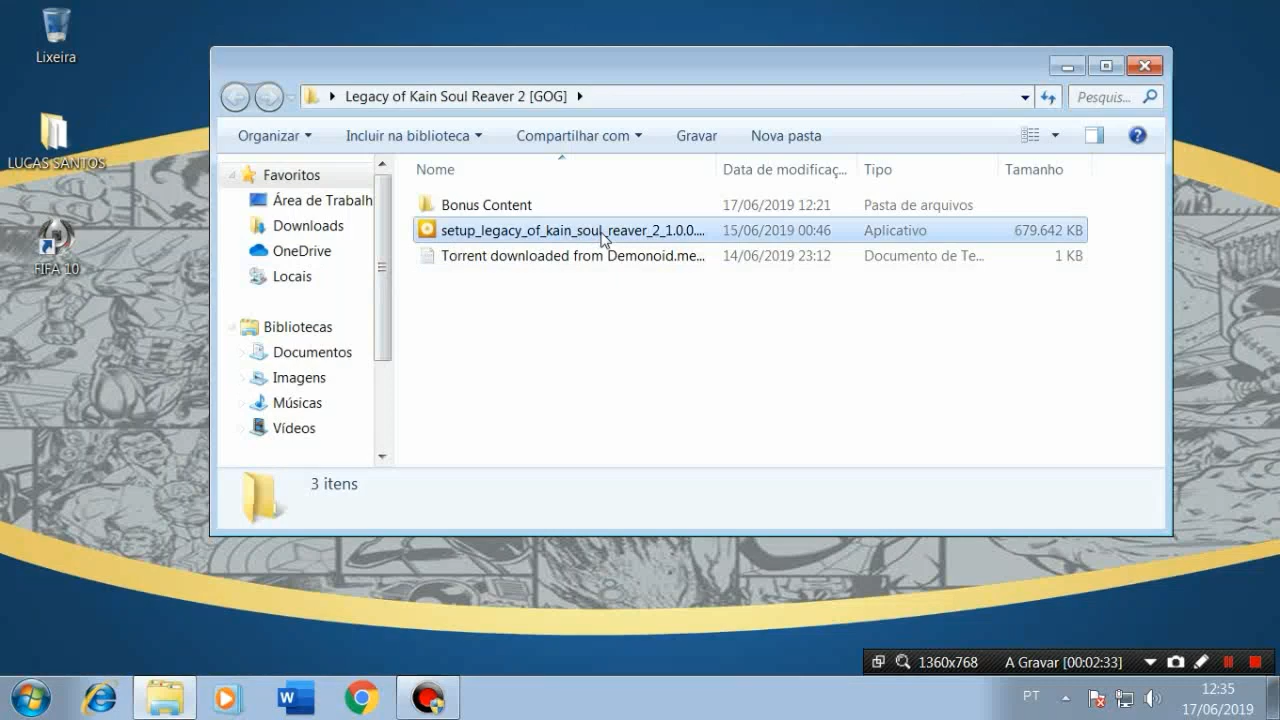 Lixeira
LUCAS SANTOS
FIFA 10
Legacy of Kain Soul Reaver 2 [GOG]
Pesquis...
Organizar
Incluir na biblioteca
Compartilhar com
Gravar
Nova pasta
Nome
Data de modificaç...
Tipo
Tamanho
Favoritos
Área de Trabalh
Downloads
OneDrive
Locais
Bibliotecas
Documentos
Imagens
Músicas
Vídeos
Bonus Content 17/06/2019 12:21 Pasta de arquivos
setup_legacy_of_kain_soul_reaver_2_1.0.0.... 15/06/2019 00:46 Aplicativo 679.642 KB
Torrent downloaded from Demonoid.me... 14/06/2019 23:12 Documento de Te... 1 KB
3 itens
1360x768 A Gravar [00:02:33]
PT
12:35
17/06/2019